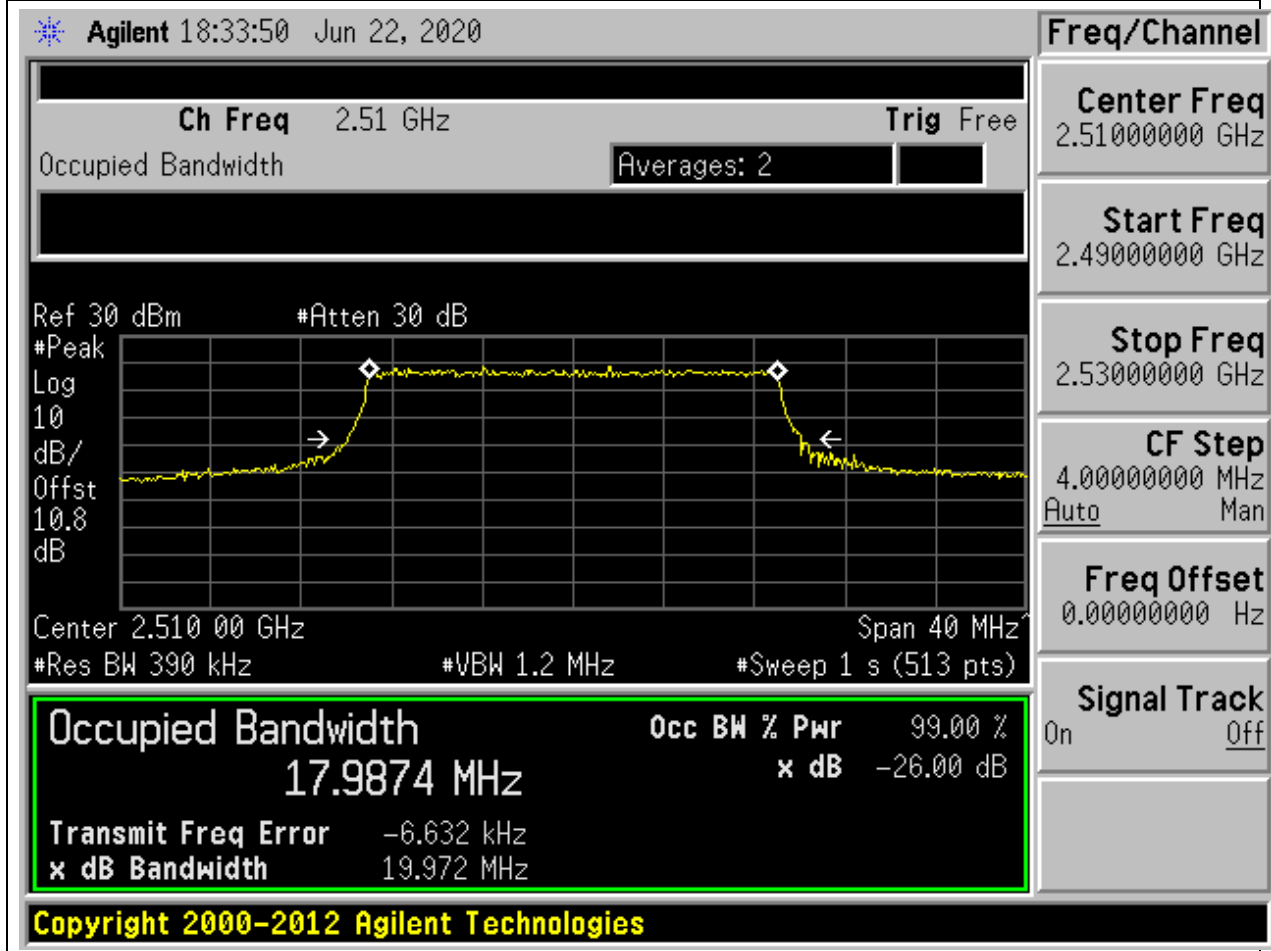 Agilent 18:33:50 Jun 22, 2020
Freq/Channel
Ch Freq 2.51 GHz Trig Free
Occupied Bandwidth Averages: 2
Center Freq
2.51000000 GHz
Start Freq
2.49000000 GHz
Stop Freq
2.53000000 GHz
CF Step
4.00000000 MHz
Auto Man
Freq Offset
0.00000000 Hz
Signal Track
On Off
Ref 30 dBm #Atten 30 dB
#Peak
Log
10
dB/
Offst
10.8
dB
Center 2.510 00 GHz Span 40 MHz^
#Res BW 390 kHz #VBW 1.2 MHz #Sweep 1 s (513 pts)
Occupied Bandwidth Occ BW % Pwr 99.00 %
17.9874 MHz x dB -26.00 dB
Transmit Freq Error -6.632 kHz
x dB Bandwidth 19.972 MHz
Copyright 2000-2012 Agilent Technologies